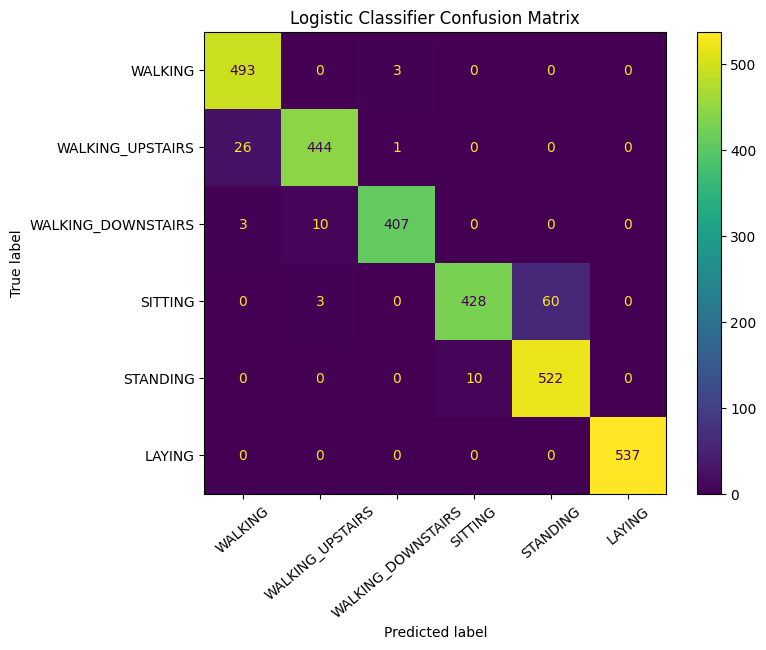 Logistic Classifier Confusion Matrix
True label
WALKING 493 0 3 0 0 0
WALKING_UPSTAIRS 26 444 1 0 0 0
WALKING_DOWNSTAIRS 3 10 407 0 0 0
SITTING 0 3 0 428 60 0
STANDING 0 0 0 10 522 0
LAYING 0 0 0 0 0 537
WALKING WALKING_UPSTAIRS WALKING_DOWNSTAIRS SITTING STANDING LAYING
Predicted label
500
400
300
200
100
0